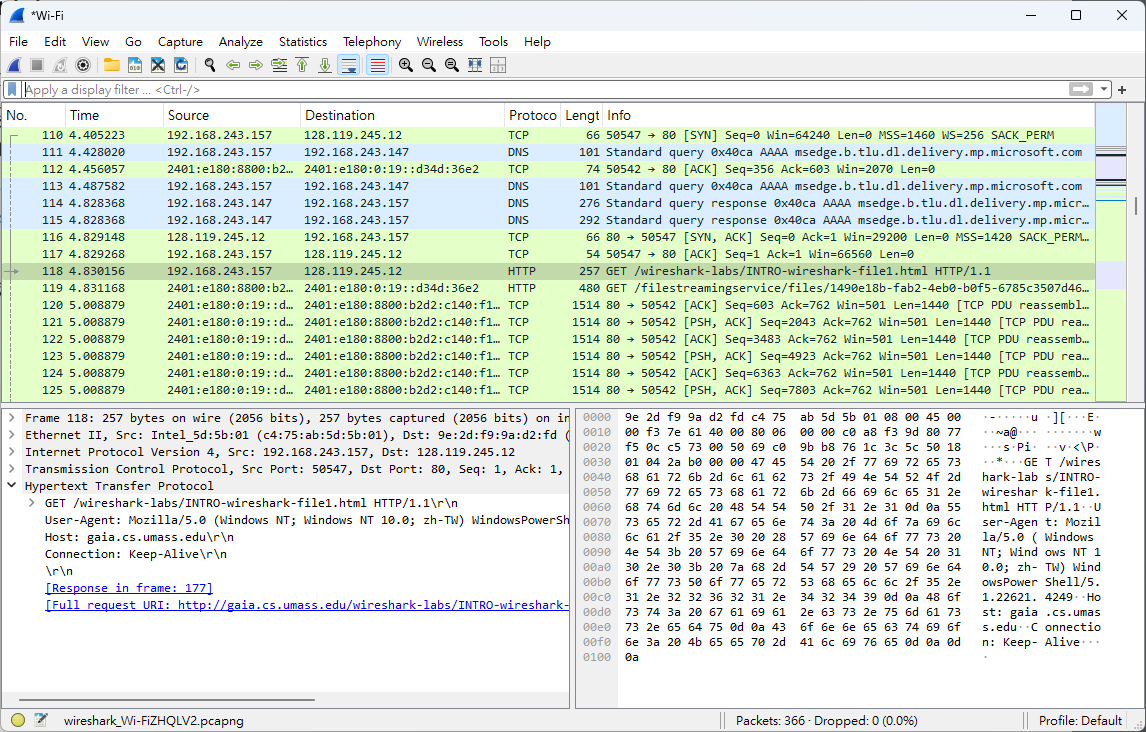 *Wi-Fi
File Edit View Go Capture Analyze Statistics Telephony Wireless Tools Help
Apply a display filter … <Ctrl-/>
No. Time Source Destination Protoco Lengt Info
110 4.405223 192.168.243.157 128.119.245.12 TCP 66 50547 → 80 [SYN] Seq=0 Win=64240 Len=0 MSS=1460 WS=256 SACK_PERM
111 4.428020 192.168.243.157 192.168.243.147 DNS 101 Standard query 0x40ca AAAA msedge.b.tlu.dl.delivery.mp.microsoft.com
112 4.456057 2401:e180:8800:b2… 2401:e180:0:19::d34d:36e2 TCP 74 50542 → 80 [ACK] Seq=356 Ack=603 Win=2070 Len=0
113 4.487582 192.168.243.157 192.168.243.147 DNS 101 Standard query 0x40ca AAAA msedge.b.tlu.dl.delivery.mp.microsoft.com
114 4.828368 192.168.243.147 192.168.243.157 DNS 276 Standard query response 0x40ca AAAA msedge.b.tlu.dl.delivery.mp.micr…
115 4.828368 192.168.243.147 192.168.243.157 DNS 292 Standard query response 0x40ca AAAA msedge.b.tlu.dl.delivery.mp.micr…
116 4.829148 128.119.245.12 192.168.243.157 TCP 66 80 → 50547 [SYN, ACK] Seq=0 Ack=1 Win=29200 Len=0 MSS=1420 SACK_PERM…
117 4.829268 192.168.243.157 128.119.245.12 TCP 54 50547 → 80 [ACK] Seq=1 Ack=1 Win=66560 Len=0
118 4.830156 192.168.243.157 128.119.245.12 HTTP 257 GET /wireshark-labs/INTRO-wireshark-file1.html HTTP/1.1
119 4.831168 2401:e180:8800:b2… 2401:e180:0:19::d34d:36e2 HTTP 480 GET /filestreamingservice/files/1490e18b-fab2-4eb0-b0f5-6785c3507d46…
120 5.008879 2401:e180:0:19::d… 2401:e180:8800:b2d2:c140:f1… TCP 1514 80 → 50542 [ACK] Seq=603 Ack=762 Win=501 Len=1440 [TCP PDU reassembl…
121 5.008879 2401:e180:0:19::d… 2401:e180:8800:b2d2:c140:f1… TCP 1514 80 → 50542 [PSH, ACK] Seq=2043 Ack=762 Win=501 Len=1440 [TCP PDU rea…
122 5.008879 2401:e180:0:19::d… 2401:e180:8800:b2d2:c140:f1… TCP 1514 80 → 50542 [ACK] Seq=3483 Ack=762 Win=501 Len=1440 [TCP PDU reassemb…
123 5.008879 2401:e180:0:19::d… 2401:e180:8800:b2d2:c140:f1… TCP 1514 80 → 50542 [PSH, ACK] Seq=4923 Ack=762 Win=501 Len=1440 [TCP PDU rea…
124 5.008879 2401:e180:0:19::d… 2401:e180:8800:b2d2:c140:f1… TCP 1514 80 → 50542 [ACK] Seq=6363 Ack=762 Win=501 Len=1440 [TCP PDU reassemb…
125 5.008879 2401:e180:0:19::d… 2401:e180:8800:b2d2:c140:f1… TCP 1514 80 → 50542 [PSH, ACK] Seq=7803 Ack=762 Win=501 Len=1440 [TCP PDU rea…
Frame 118: 257 bytes on wire (2056 bits), 257 bytes captured (2056 bits) on in
Ethernet II, Src: Intel_5d:5b:01 (c4:75:ab:5d:5b:01), Dst: 9e:2d:f9:9a:d2:fd (
Internet Protocol Version 4, Src: 192.168.243.157, Dst: 128.119.245.12
Transmission Control Protocol, Src Port: 50547, Dst Port: 80, Seq: 1, Ack: 1,
Hypertext Transfer Protocol
GET /wireshark-labs/INTRO-wireshark-file1.html HTTP/1.1\r\n
User-Agent: Mozilla/5.0 (Windows NT; Windows NT 10.0; zh-TW) WindowsPowerSh
Host: gaia.cs.umass.edu\r\n
Connection: Keep-Alive\r\n
\r\n
[Response in frame: 177]
[Full request URI: http://gaia.cs.umass.edu/wireshark-labs/INTRO-wireshark-
0000 9e 2d f9 9a d2 fd c4 75 ab 5d 5b 01 08 00 45 00 ·-·····u ·][···E·
0010 00 f3 7e 61 40 00 80 06 00 00 c0 a8 f3 9d 80 77 ··~a@··· ·······w
0020 f5 0c c5 73 00 50 69 c0 9b b8 76 1c 3c 5c 50 18 ···s·Pi· ··v·<\P·
0030 01 04 2a b0 00 00 47 45 54 20 2f 77 69 72 65 73 ··*···GE T /wires
0040 68 61 72 6b 2d 6c 61 62 73 2f 49 4e 54 52 4f 2d hark-lab s/INTRO-
0050 77 69 72 65 73 68 61 72 6b 2d 66 69 6c 65 31 2e wireshar k-file1.
0060 68 74 6d 6c 20 48 54 54 50 2f 31 2e 31 0d 0a 55 html HTT P/1.1··U
0070 73 65 72 2d 41 67 65 6e 74 3a 20 4d 6f 7a 69 6c ser-Agen t: Mozil
0080 6c 61 2f 35 2e 30 20 28 57 69 6e 64 6f 77 73 20 la/5.0 ( Windows
0090 4e 54 3b 20 57 69 6e 64 6f 77 73 20 4e 54 20 31 NT; Wind ows NT 1
00a0 30 2e 30 3b 20 7a 68 2d 54 57 29 20 57 69 6e 64 0.0; zh- TW) Wind
00b0 6f 77 73 50 6f 77 65 72 53 68 65 6c 6c 2f 35 2e owsPower Shell/5.
00c0 31 2e 32 32 36 32 31 2e 34 32 34 39 0d 0a 48 6f 1.22621. 4249··Ho
00d0 73 74 3a 20 67 61 69 61 2e 63 73 2e 75 6d 61 73 st: gaia .cs.umas
00e0 73 2e 65 64 75 0d 0a 43 6f 6e 6e 65 63 74 69 6f s.edu··C onnectio
00f0 6e 3a 20 4b 65 65 70 2d 41 6c 69 76 65 0d 0a 0d n: Keep- Alive···
0100 0a ·
wireshark_Wi-FiZHQLV2.pcapng Packets: 366 · Dropped: 0 (0.0%) Profile: Default